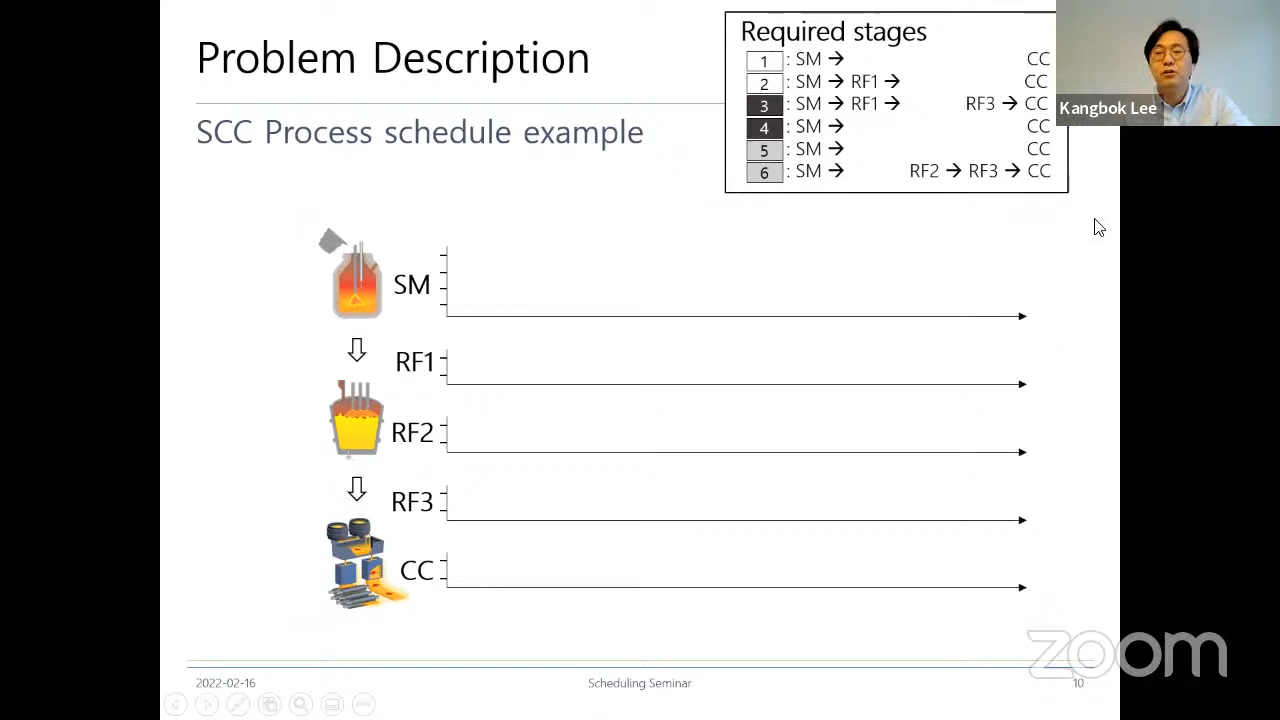 Problem Description
SCC Process schedule example
Required stages
1 : SM → CC
2 : SM → RF1 → CC
3 : SM → RF1 → RF3 → CC
4 : SM → CC
5 : SM → CC
6 : SM → RF2 → RF3 → CC
Kangbok Lee
SM
RF1
RF2
RF3
CC
zoom
2022-02-16
Scheduling Seminar
10